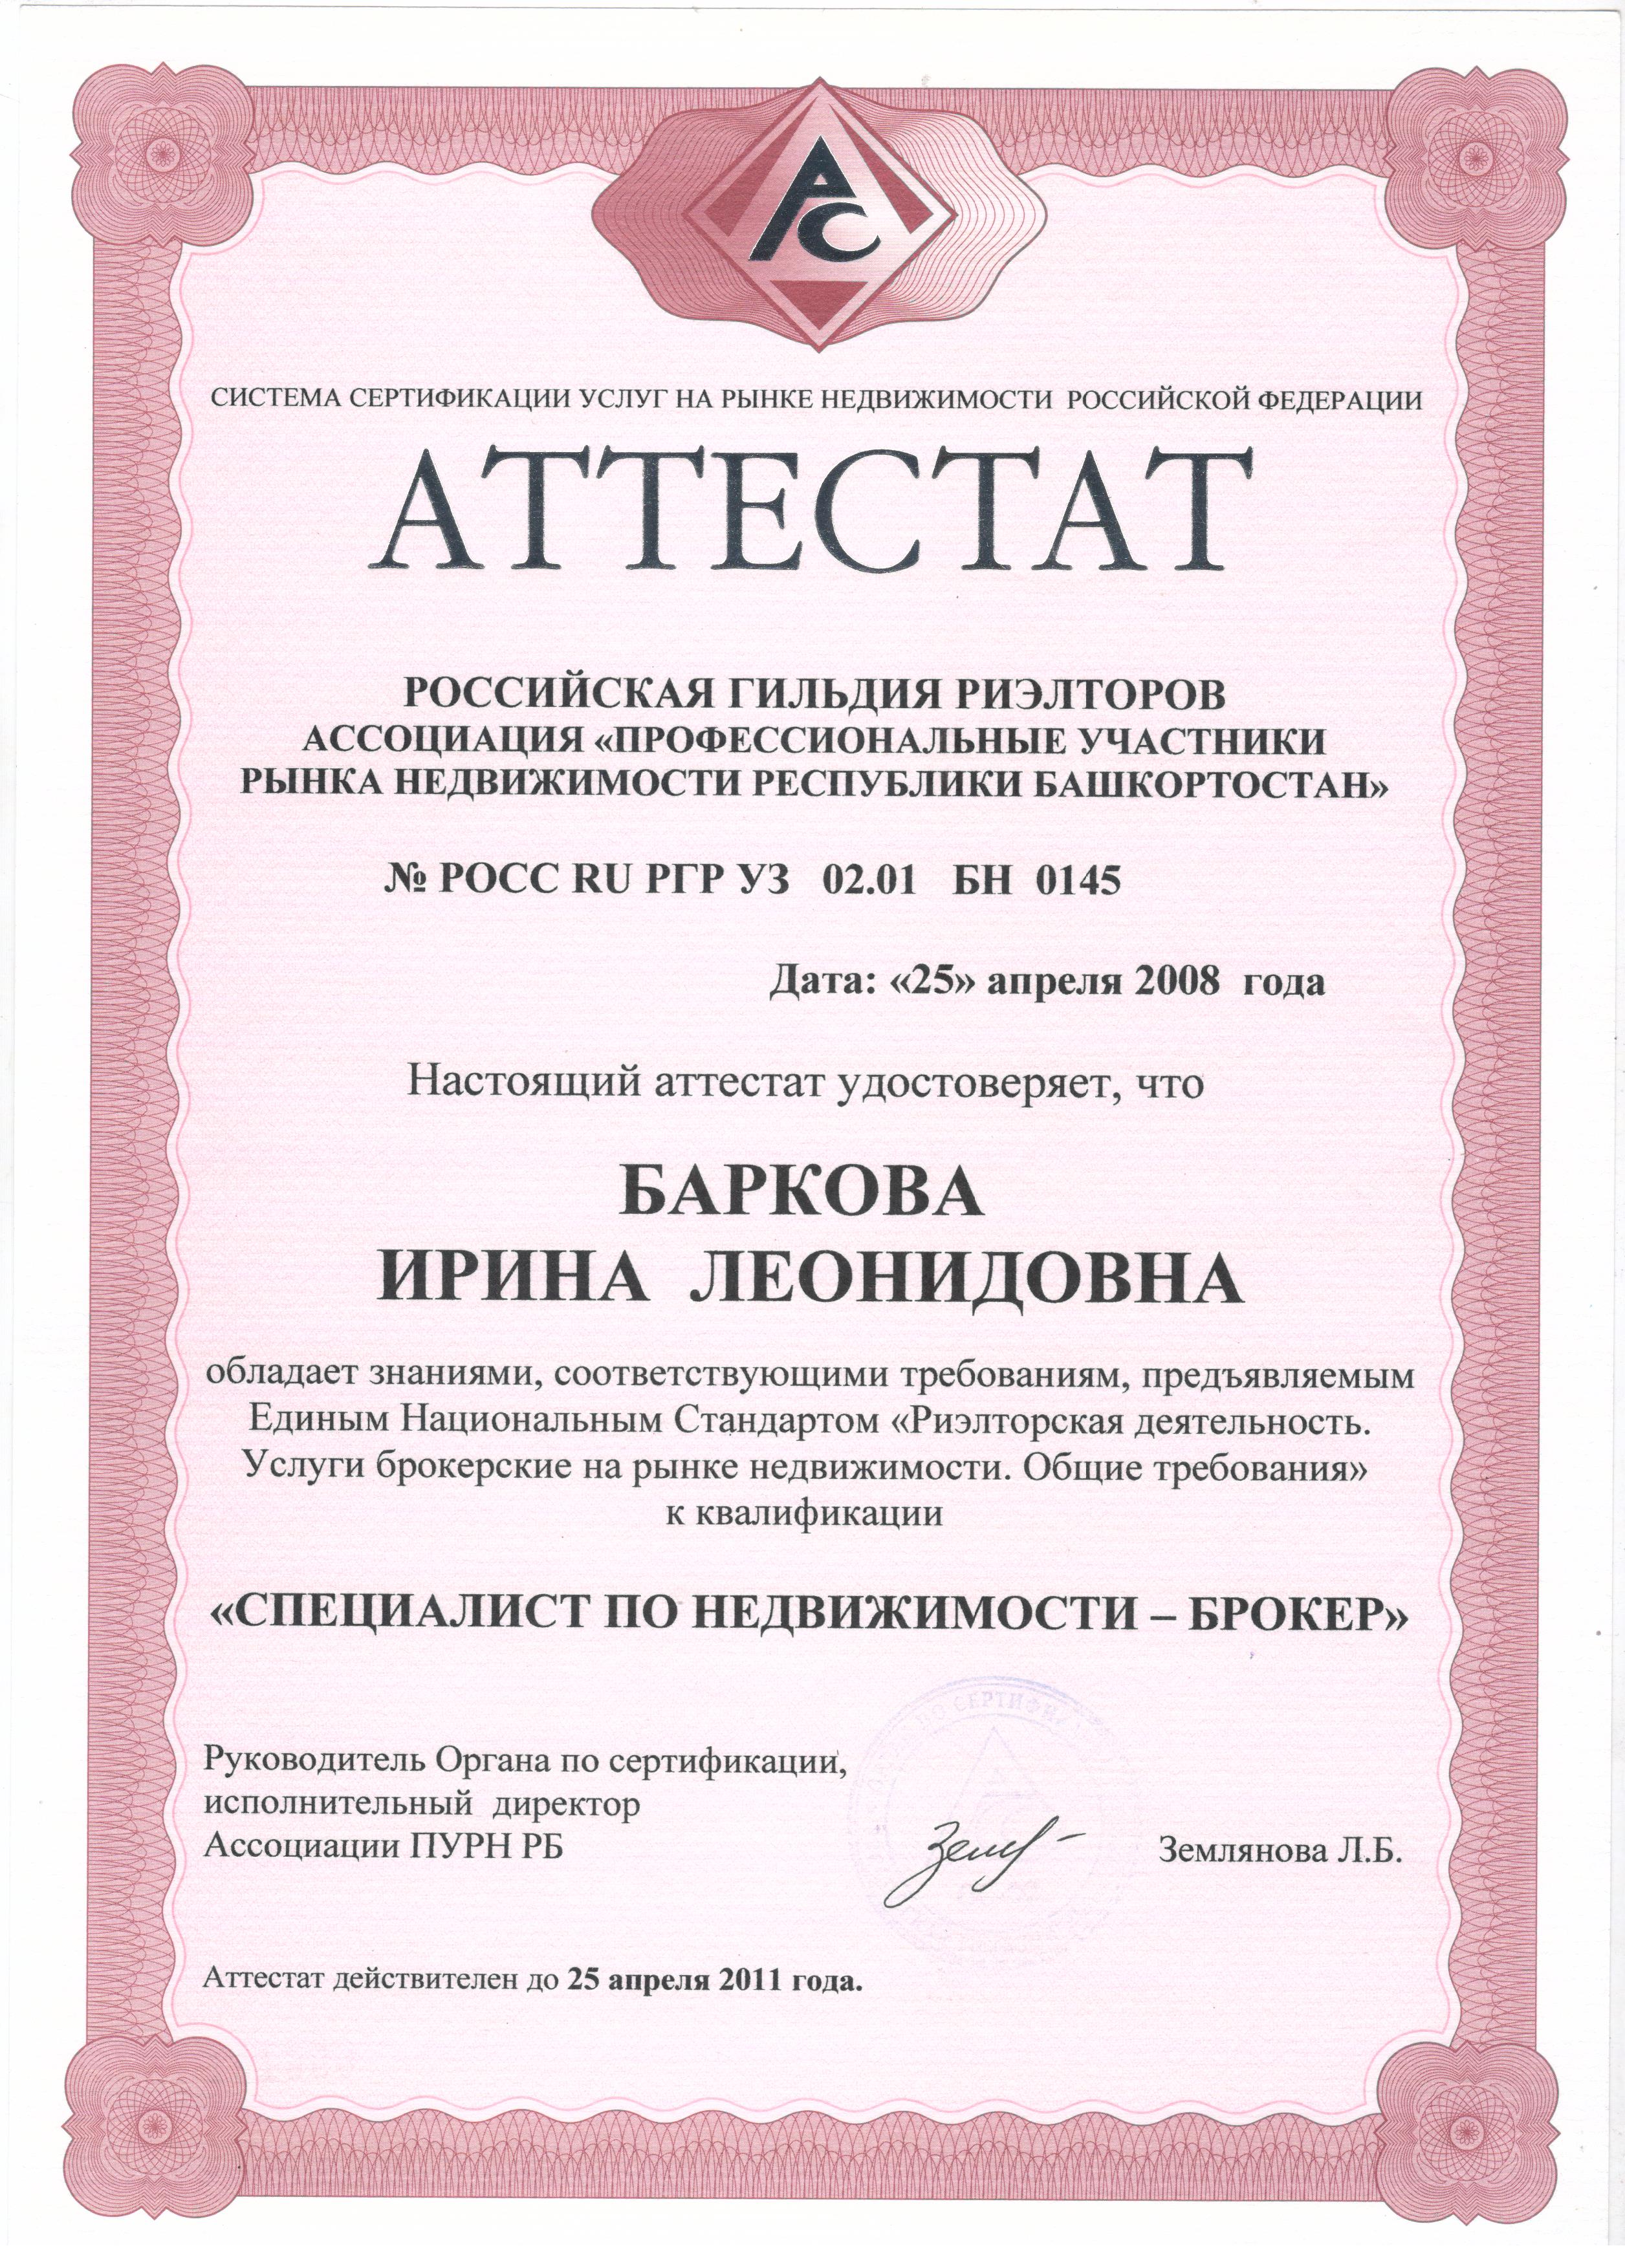 АС
СИСТЕМА СЕРТИФИКАЦИИ УСЛУГ НА РЫНКЕ НЕДВИЖИМОСТИ РОССИЙСКОЙ ФЕДЕРАЦИИ
АТТЕСТАТ
РОССИЙСКАЯ ГИЛЬДИЯ РИЭЛТОРОВ
АССОЦИАЦИЯ «ПРОФЕССИОНАЛЬНЫЕ УЧАСТНИКИ
РЫНКА НЕДВИЖИМОСТИ РЕСПУБЛИКИ БАШКОРТОСТАН»
№ РОСС RU РГР УЗ 02.01 БН 0145
Дата: «25» апреля 2008 года
Настоящий аттестат удостоверяет, что
БАРКОВА
ИРИНА ЛЕОНИДОВНА
обладает знаниями, соответствующими требованиям, предъявляемым
Единым Национальным Стандартом «Риэлторская деятельность.
Услуги брокерские на рынке недвижимости. Общие требования»
к квалификации
«СПЕЦИАЛИСТ ПО НЕДВИЖИМОСТИ – БРОКЕР»
Руководитель Органа по сертификации,
исполнительный директор
Ассоциации ПУРН РБ
Землянова Л.Б.
Аттестат действителен до 25 апреля 2011 года.